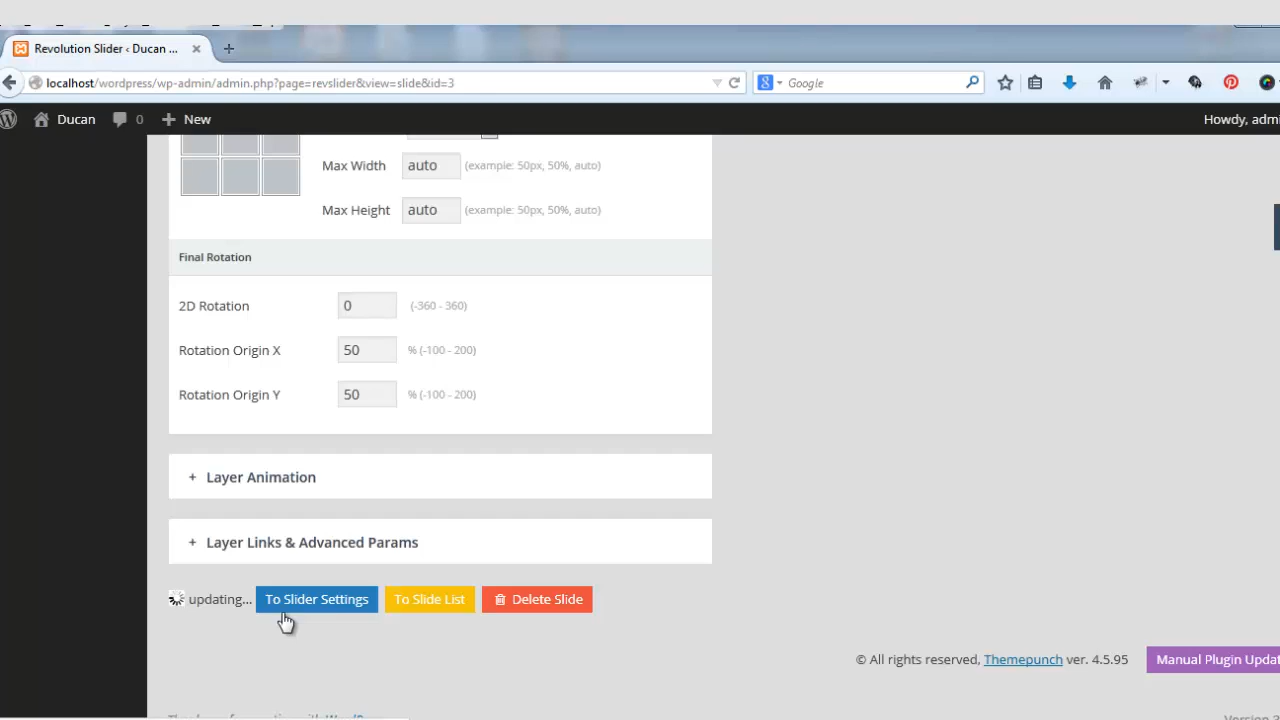 Revolution Slider ‹ Ducan ...
localhost/wordpress/wp-admin/admin.php?page=revslider&view=slide&id=3
Google
Ducan 0 New Howdy, admi
Max Width auto (example: 50px, 50%, auto)
Max Height auto (example: 50px, 50%, auto)
Final Rotation
2D Rotation 0 (-360 - 360)
Rotation Origin X 50 % (-100 - 200)
Rotation Origin Y 50 % (-100 - 200)
+ Layer Animation
+ Layer Links & Advanced Params
updating... To Slider Settings To Slide List Delete Slide
© All rights reserved, Themepunch ver. 4.5.95 Manual Plugin Updat